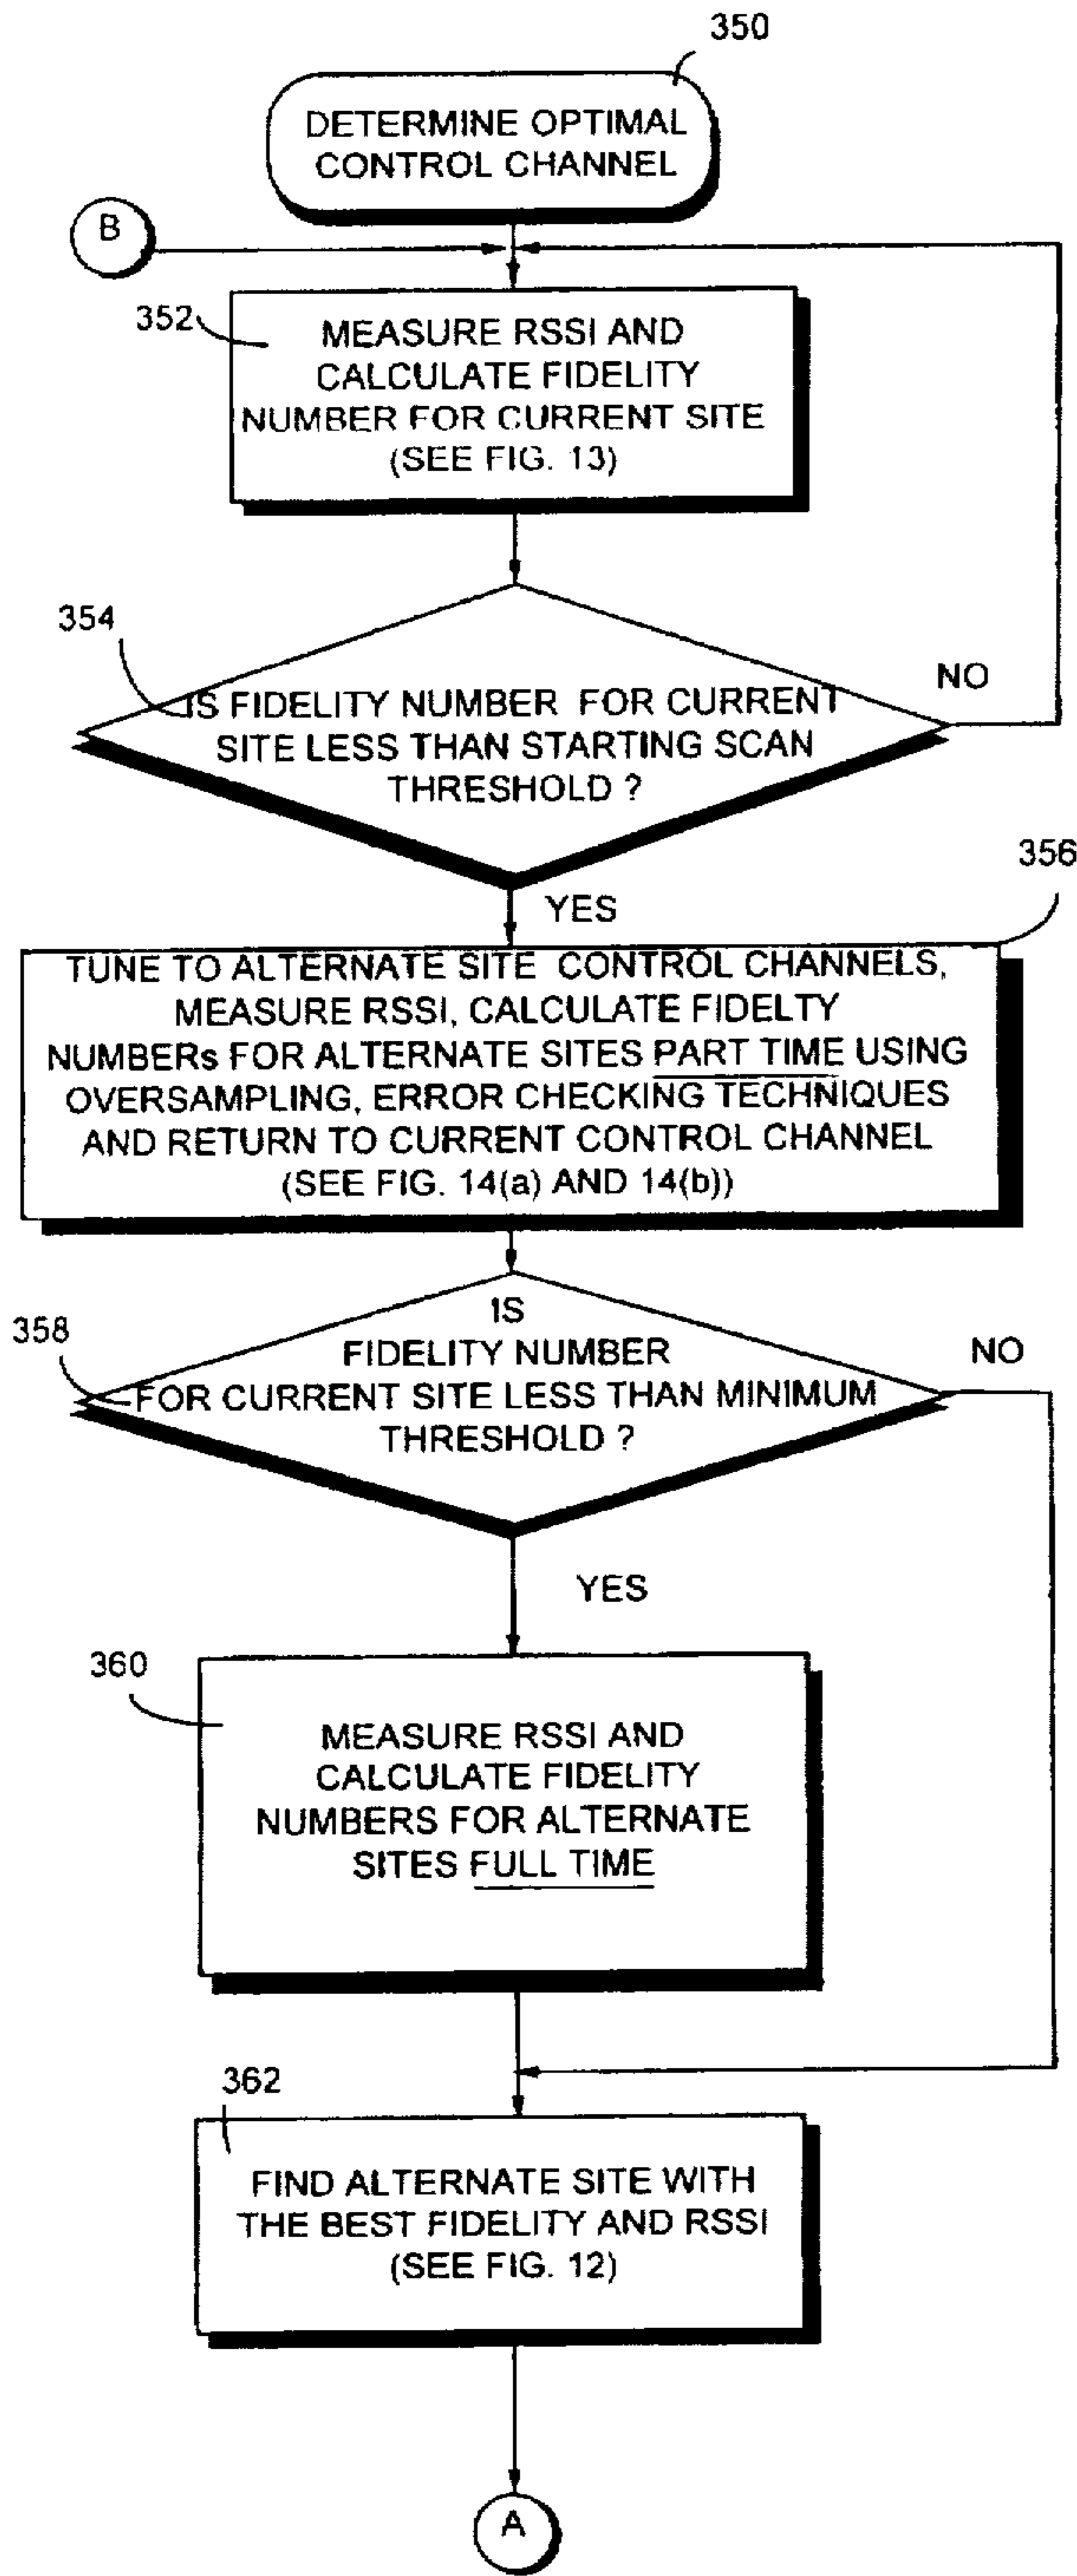 350
DETERMINE OPTIMAL
CONTROL CHANNEL
B
352
MEASURE RSSI AND
CALCULATE FIDELITY
NUMBER FOR CURRENT SITE
(SEE FIG. 13)
354
IS FIDELITY NUMBER FOR CURRENT
SITE LESS THAN STARTING SCAN
THRESHOLD ?
NO
YES
356
TUNE TO ALTERNATE SITE CONTROL CHANNELS,
MEASURE RSSI, CALCULATE FIDELTY
NUMBERs FOR ALTERNATE SITES PART TIME USING
OVERSAMPLING, ERROR CHECKING TECHNIQUES
AND RETURN TO CURRENT CONTROL CHANNEL
(SEE FIG. 14(a) AND 14(b))
358
IS
FIDELITY NUMBER
FOR CURRENT SITE LESS THAN MINIMUM
THRESHOLD ?
NO
YES
360
MEASURE RSSI AND
CALCULATE FIDELITY
NUMBERS FOR ALTERNATE
SITES FULL TIME
362
FIND ALTERNATE SITE WITH
THE BEST FIDELITY AND RSSI
(SEE FIG. 12)
A